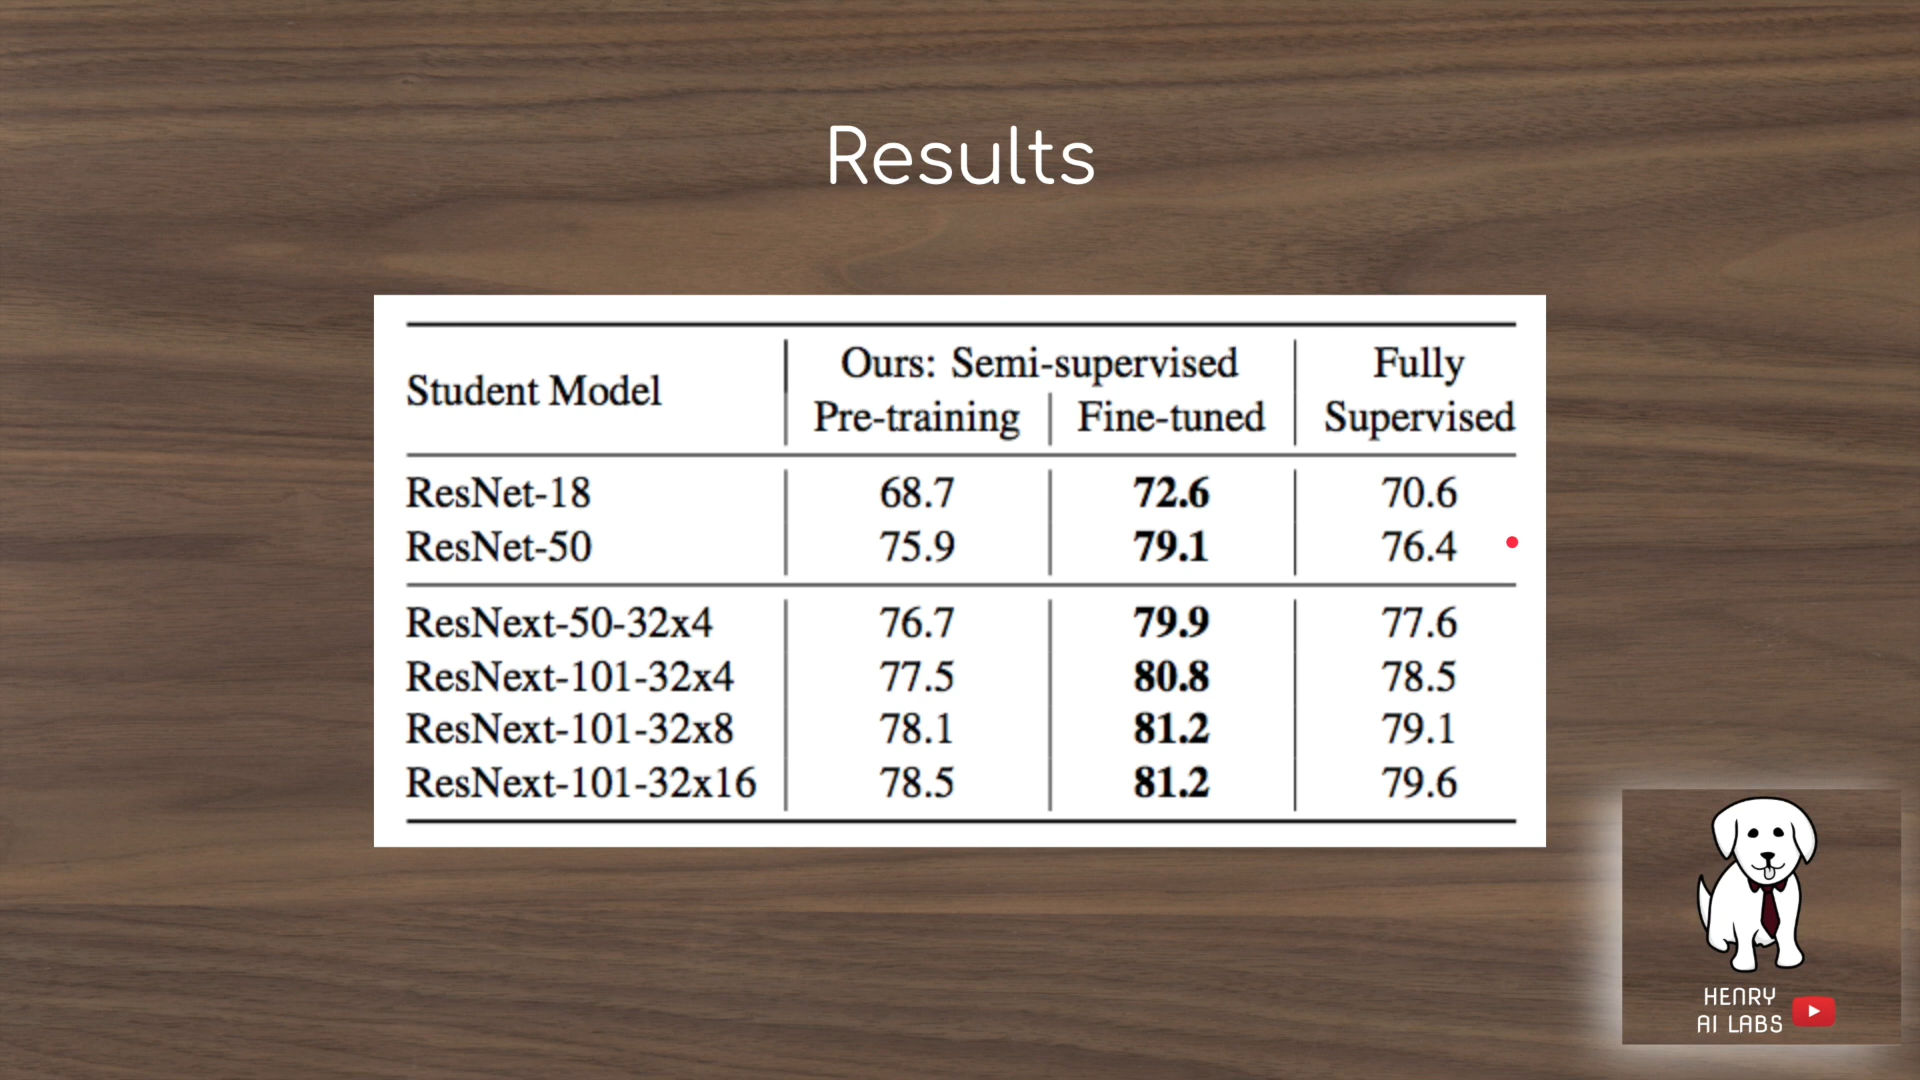 Results
Student Model
Ours: Semi-supervised
Pre-training Fine-tuned
Fully
Supervised
ResNet-18 68.7 72.6 70.6
ResNet-50 75.9 79.1 76.4
ResNext-50-32x4 76.7 79.9 77.6
ResNext-101-32x4 77.5 80.8 78.5
ResNext-101-32x8 78.1 81.2 79.1
ResNext-101-32x16 78.5 81.2 79.6
HENRY
AI LABS